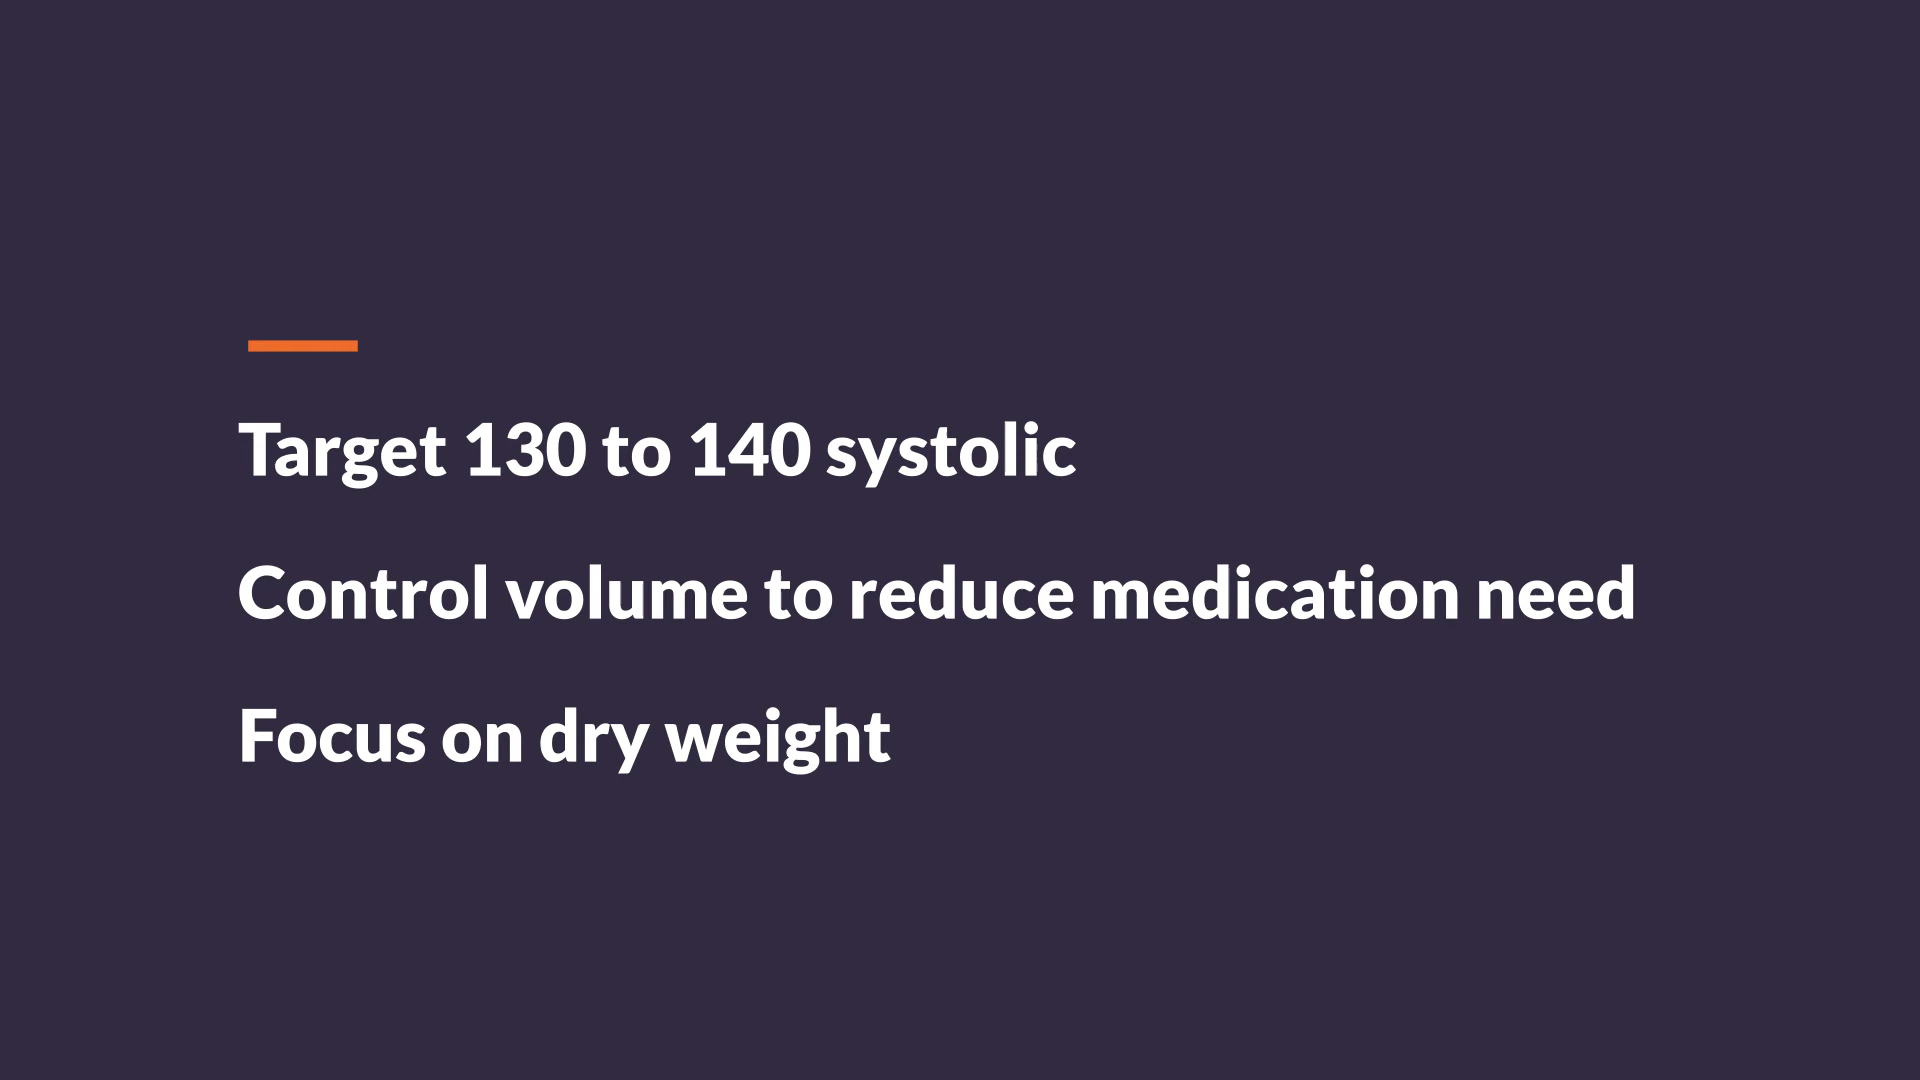 Target 130 to 140 systolic
Control volume to reduce medication need
Focus on dry weight